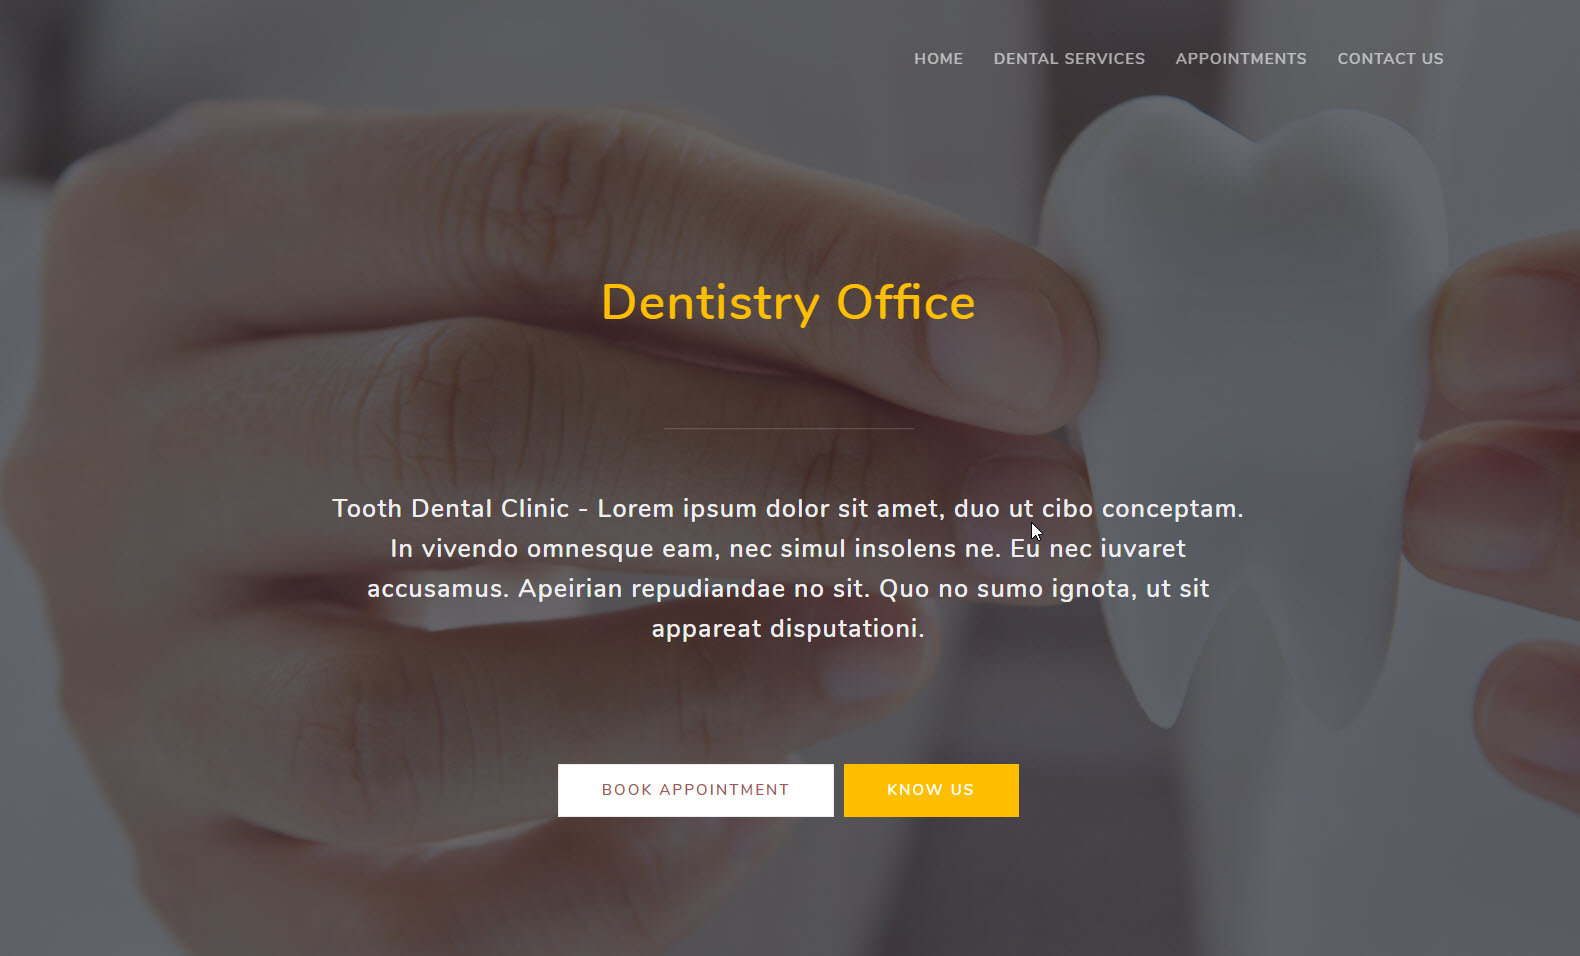 HOME DENTAL SERVICES APPOINTMENTS CONTACT US
Dentistry Office
Tooth Dental Clinic - Lorem ipsum dolor sit amet, duo ut cibo conceptam.
In vivendo omnesque eam, nec simul insolens ne. Eu nec iuvaret
accusamus. Apeirian repudiandae no sit. Quo no sumo ignota, ut sit
appareat disputationi.
BOOK APPOINTMENT KNOW US